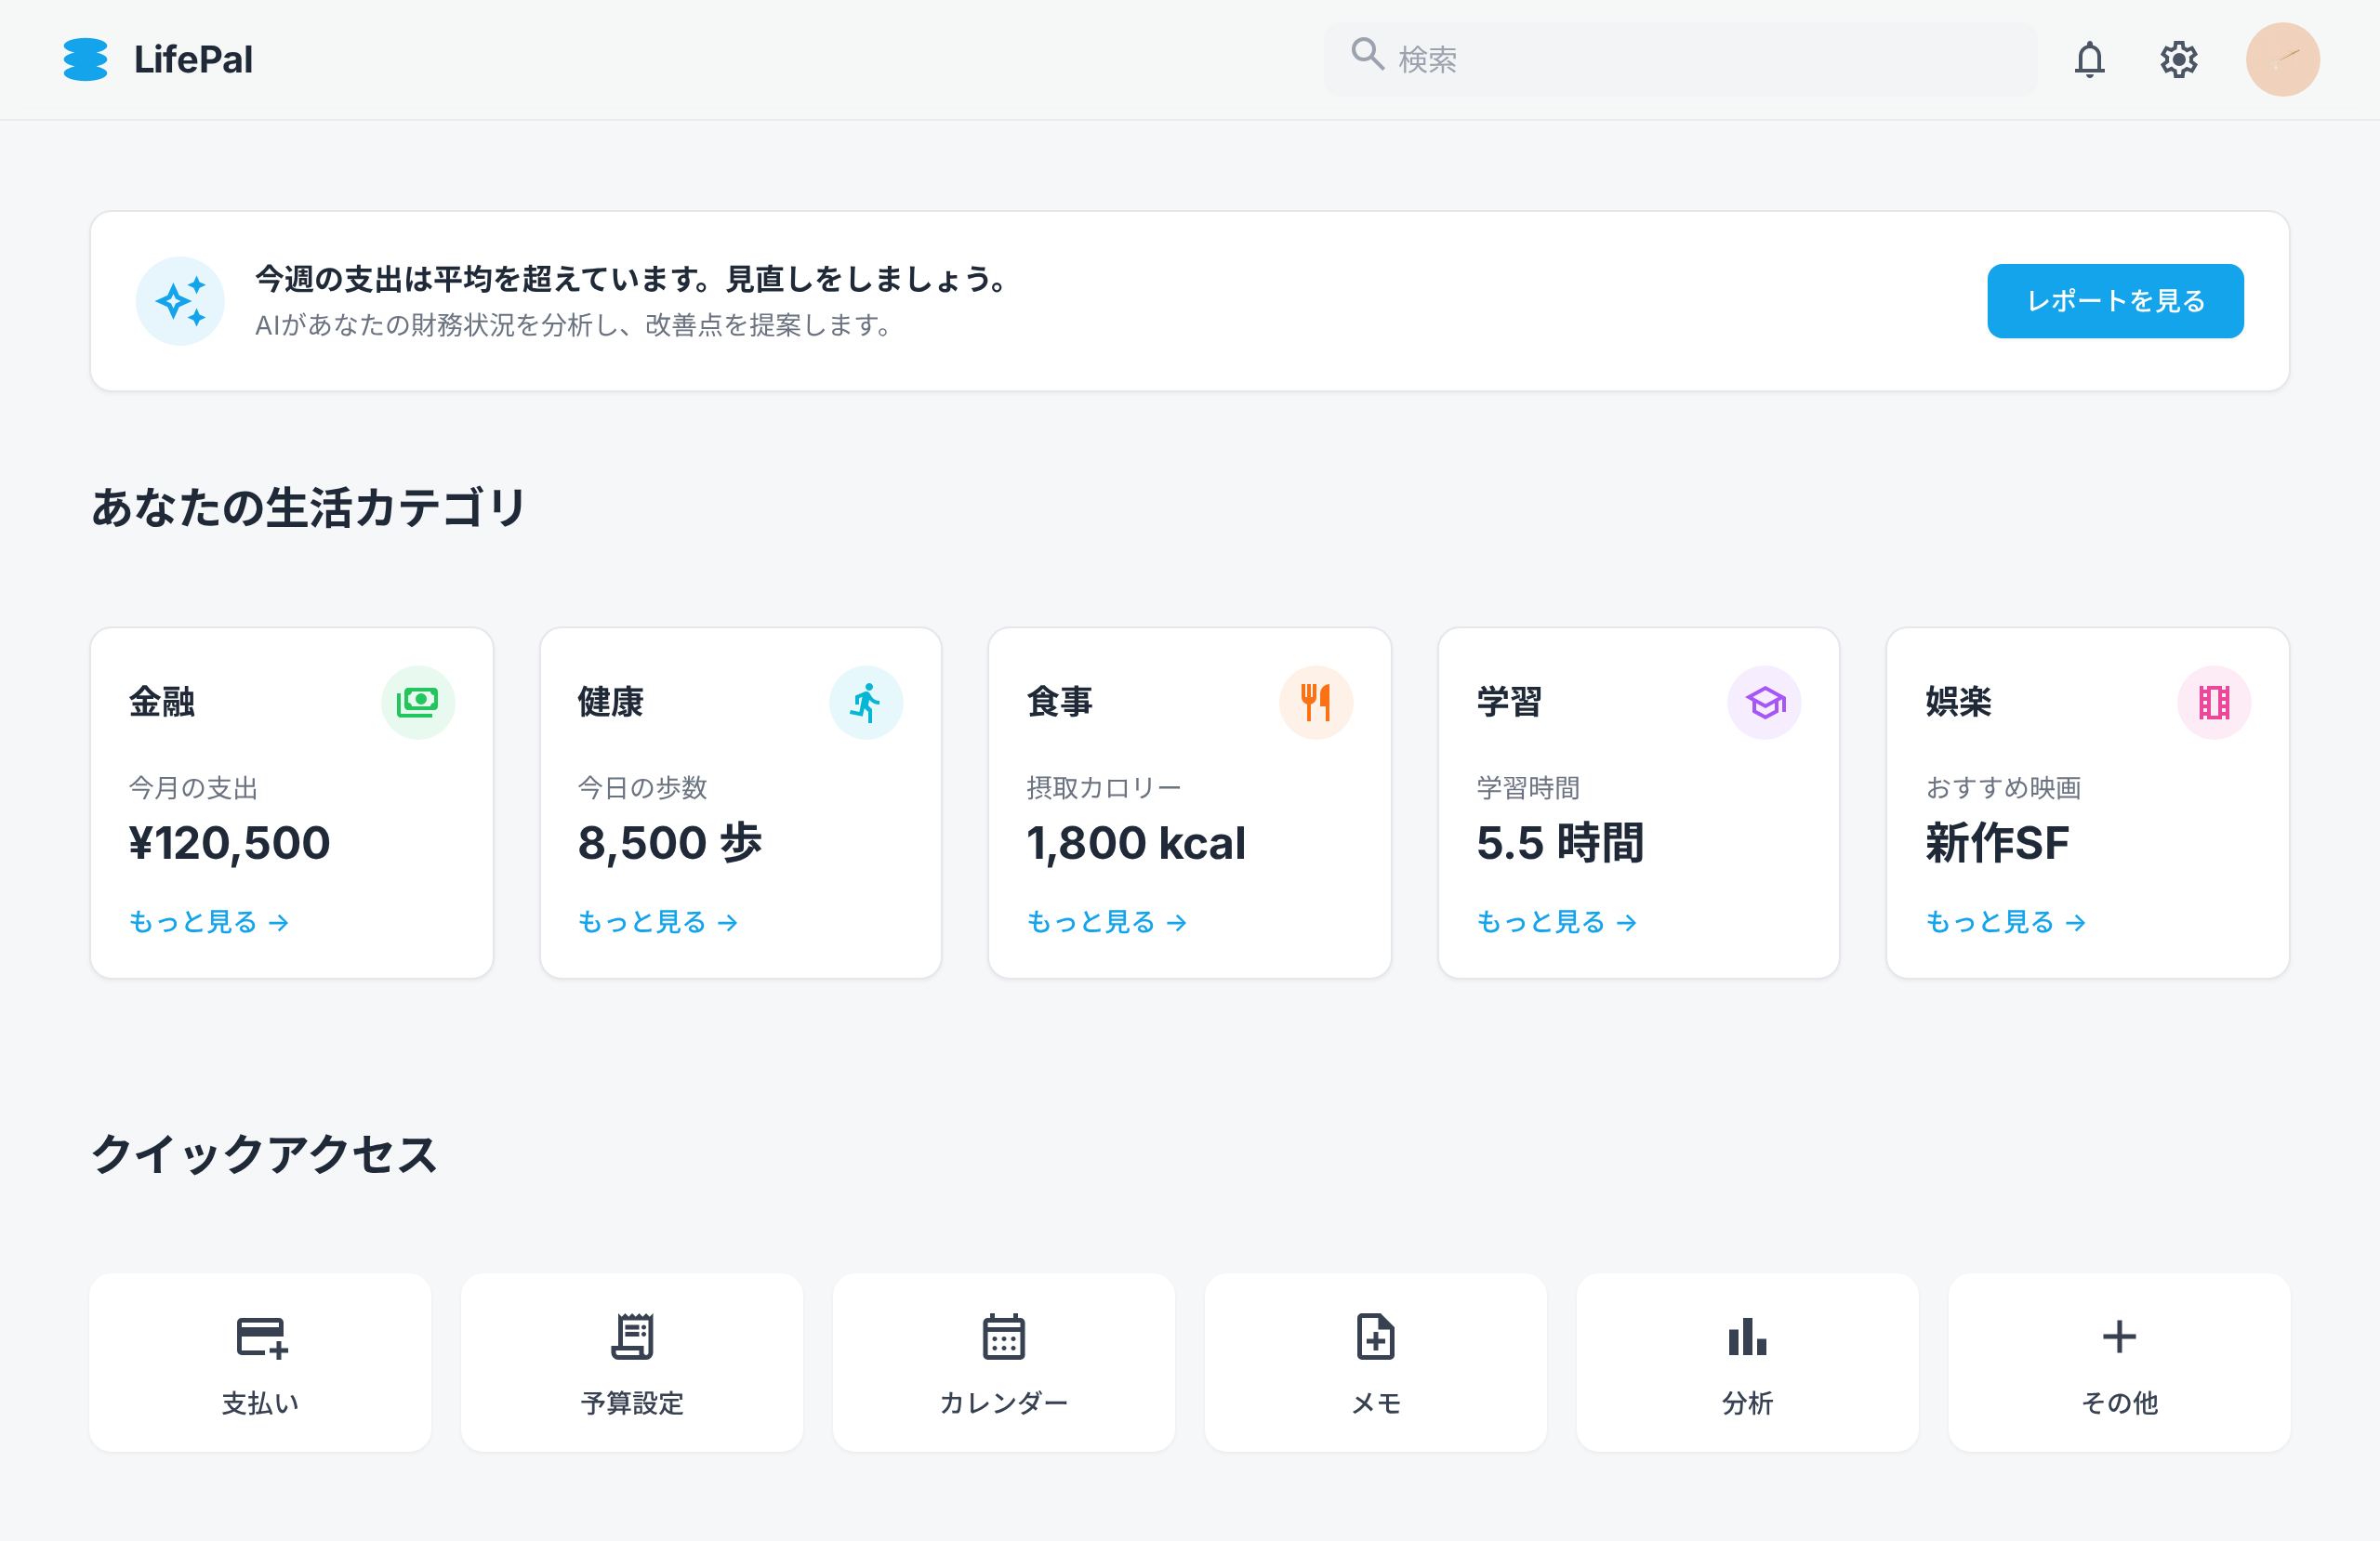 LifePal
検索
今週の支出は平均を超えています。見直しをしましょう。
AIがあなたの財務状況を分析し、改善点を提案します。
レポートを見る
あなたの生活カテゴリ
金融
今月の支出
¥120,500
もっと見る →
健康
今日の歩数
8,500 歩
もっと見る →
食事
摂取カロリー
1,800 kcal
もっと見る →
学習
学習時間
5.5 時間
もっと見る →
娯楽
おすすめ映画
新作SF
もっと見る →
クイックアクセス
支払い
予算設定
カレンダー
メモ
分析
その他